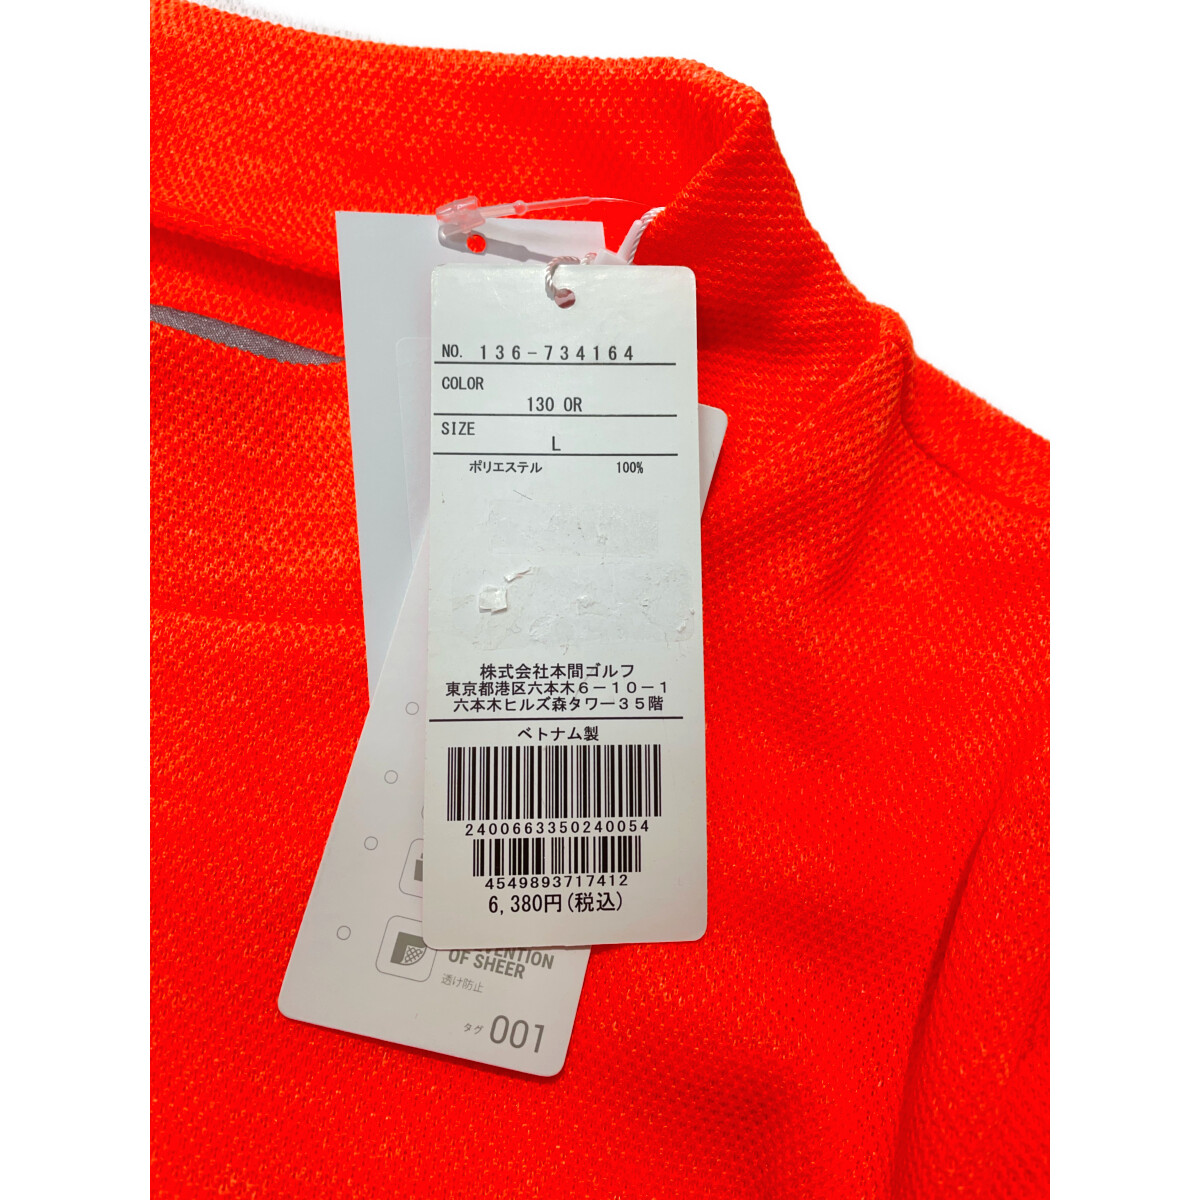 NO. 136-734164
COLOR
130 OR
SIZE
L
ポリエステル 100%
株式会社本間ゴルフ
東京都港区六本木6-10-1
六本木ヒルズ森タワー35階
ベトナム製
2400663350240054
4549893717412
6,380円(税込)
OF SHEER
透け防止
タグ 001